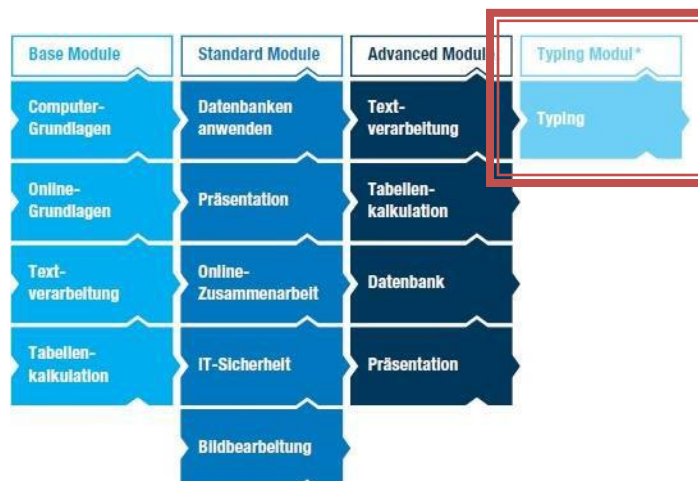 Base Module
Computer-
Grundlagen
Online-
Grundlagen
Text-
verarbeitung
Tabellen-
kalkulation
Standard Module
Datenbanken
anwenden
Präsentation
Online-
Zusammenarbeit
IT-Sicherheit
Bildbearbeitung
Advanced Module
Text-
verarbeitung
Tabellen-
kalkulation
Datenbank
Präsentation
Typing Modul*
Typing